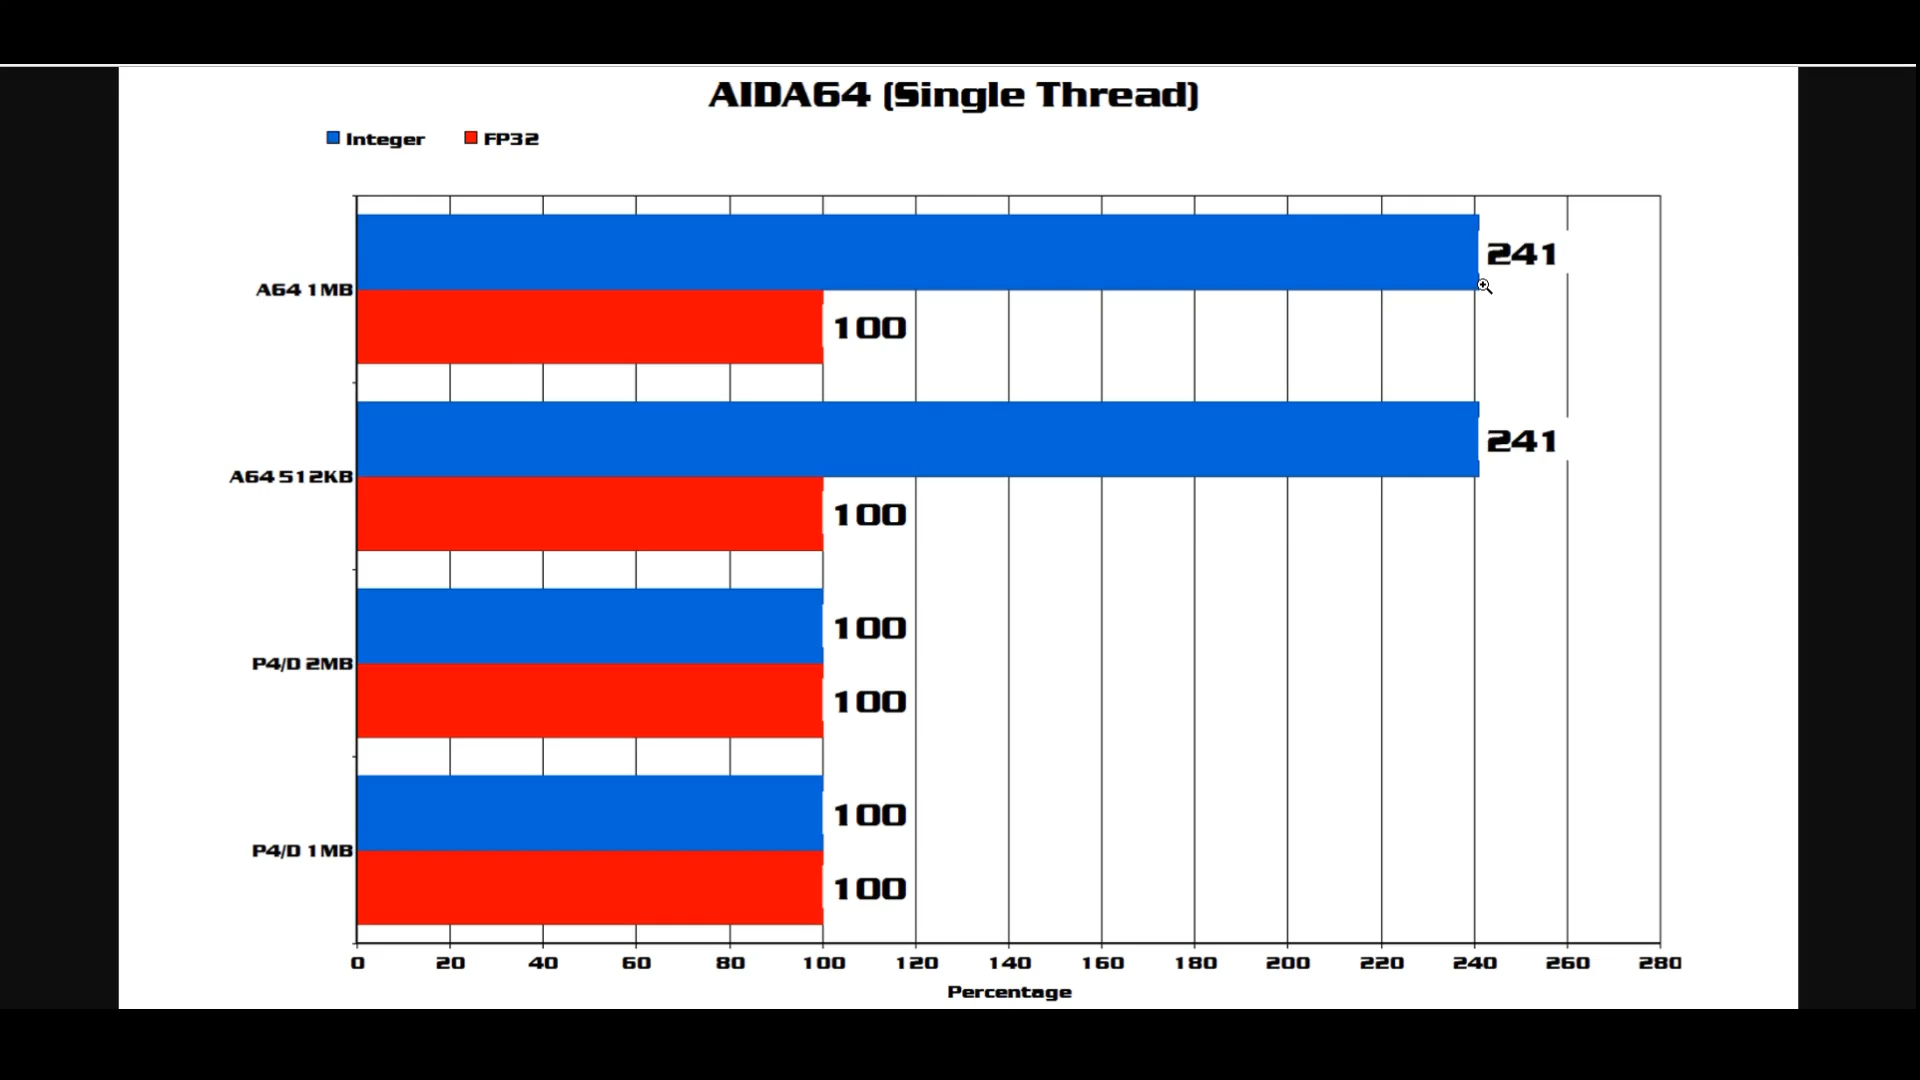 AIDA64 (Single Thread)
Integer FP32
241
A64 1MB
100
241
A64 512KB
100
100
P4/D 2MB
100
100
P4/D 1MB
100
0 20 40 60 80 100 120 140 160 180 200 220 240 260 280
Percentage